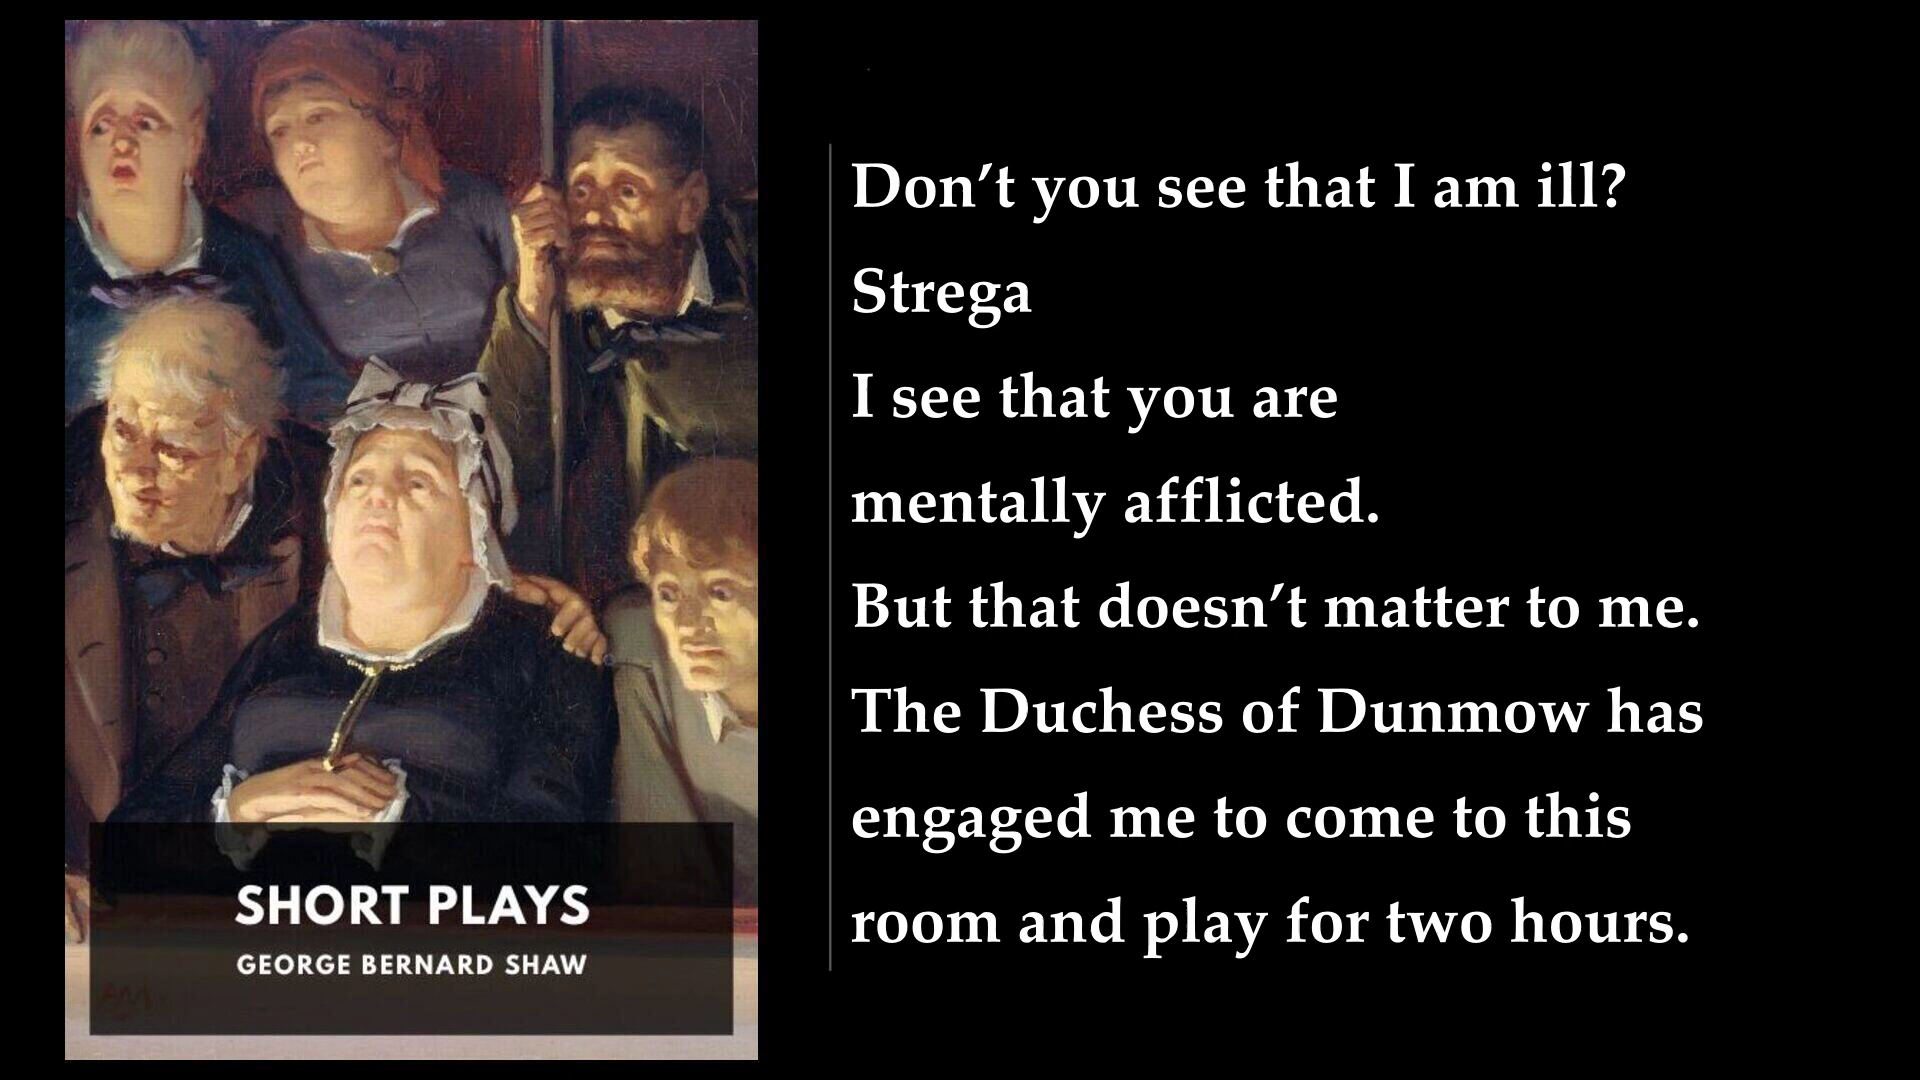 Don’t you see that I am ill?
Strega
I see that you are
mentally afflicted.
But that doesn’t matter to me.
The Duchess of Dunmow has
engaged me to come to this
room and play for two hours.
SHORT PLAYS
GEORGE BERNARD SHAW